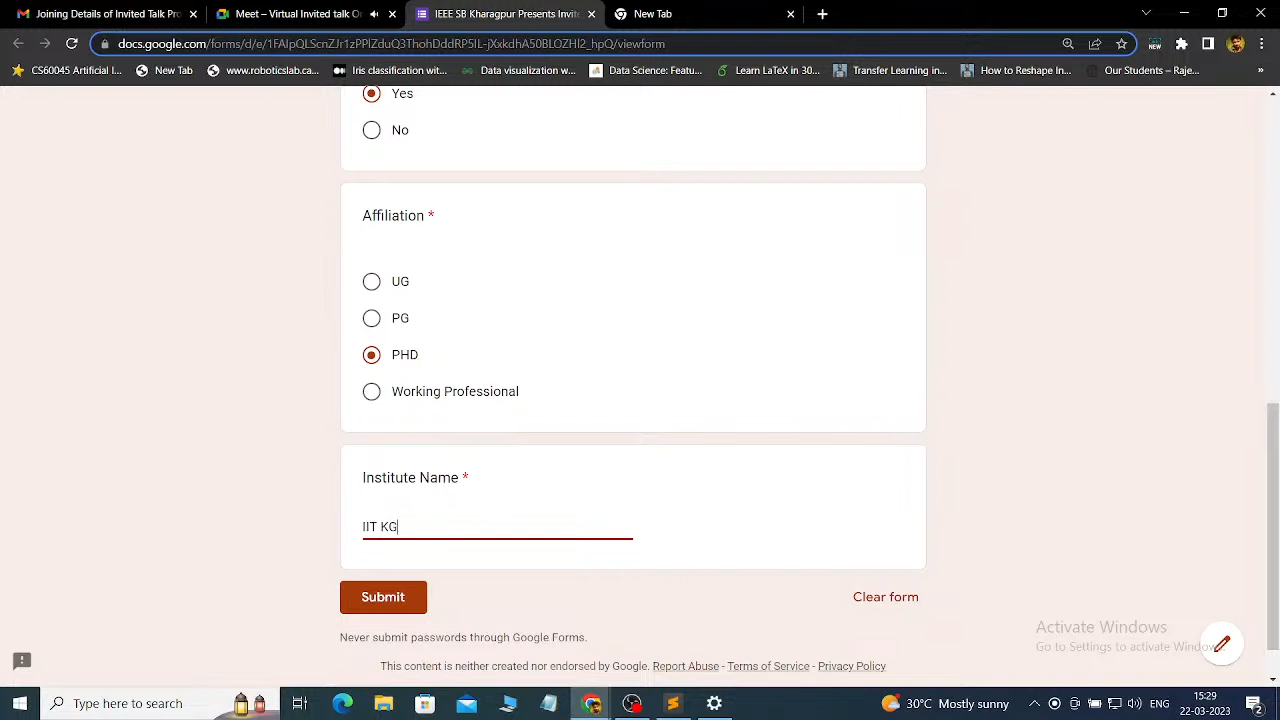 Joining Details of Invited Talk Pro
Meet – Virtual Invited talk Or
IEEE SB Kharagpur Presents Invite
New Tab
docs.google.com/forms/d/e/1FAIpQLScnZJr1zPPlZduQ3ThohDddRP5IL-jXxkdhA50BLOZHl2_hpQ/viewform
CS60045 Artificial I...
New Tab
www.roboticslab.ca...
Iris classification wit...
Data visualization w...
Data Science: Featu...
Learn LaTeX in 30...
Transfer Learning in...
How to Reshape In...
Our Students – Raje...
Yes
No
Affiliation *
UG
PG
PHD
Working Professional
Institute Name *
IIT KG
Submit
Clear form
Never submit passwords through Google Forms.
This content is neither created nor endorsed by Google. Report Abuse - Terms of Service - Privacy Policy
Activate Windows
Go to Settings to activate Windows.
Type here to search
30°C Mostly sunny
ENG
15:29
22-03-2023
2